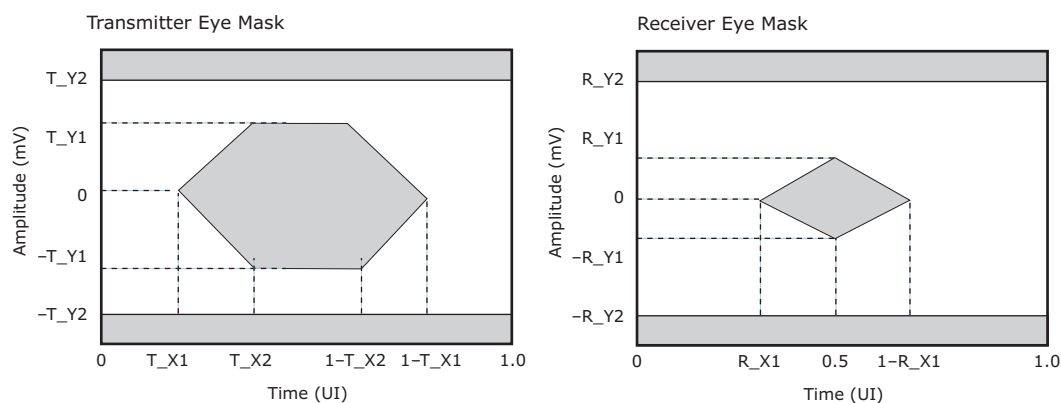 Transmitter Eye Mask
T_Y2
T_Y1
0
–T_Y1
–T_Y2
Amplitude (mV)
0 T_X1 T_X2 1–T_X2 1–T_X1 1.0
Time (UI)
Receiver Eye Mask
R_Y2
R_Y1
0
–R_Y1
–R_Y2
Amplitude (mV)
0 R_X1 0.5 1–R_X1 1.0
Time (UI)